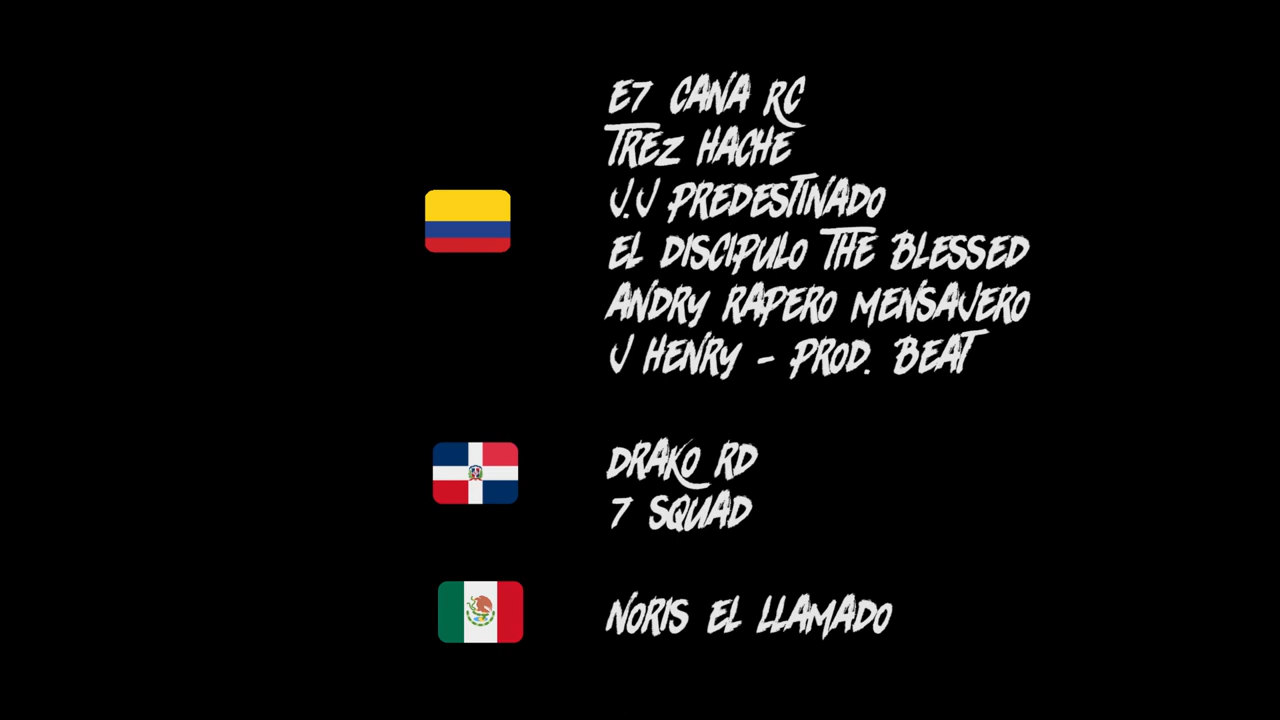 E7 CANA RC
TREZ HACHE
J.J PREDESTINADO
EL DISCIPULO THE BLESSED
ANDRY RAPERO MENSAJERO
J HENRY - PROD. BEAT
DRAKO RD
7 SQUAD
NORIS EL LLAMADO